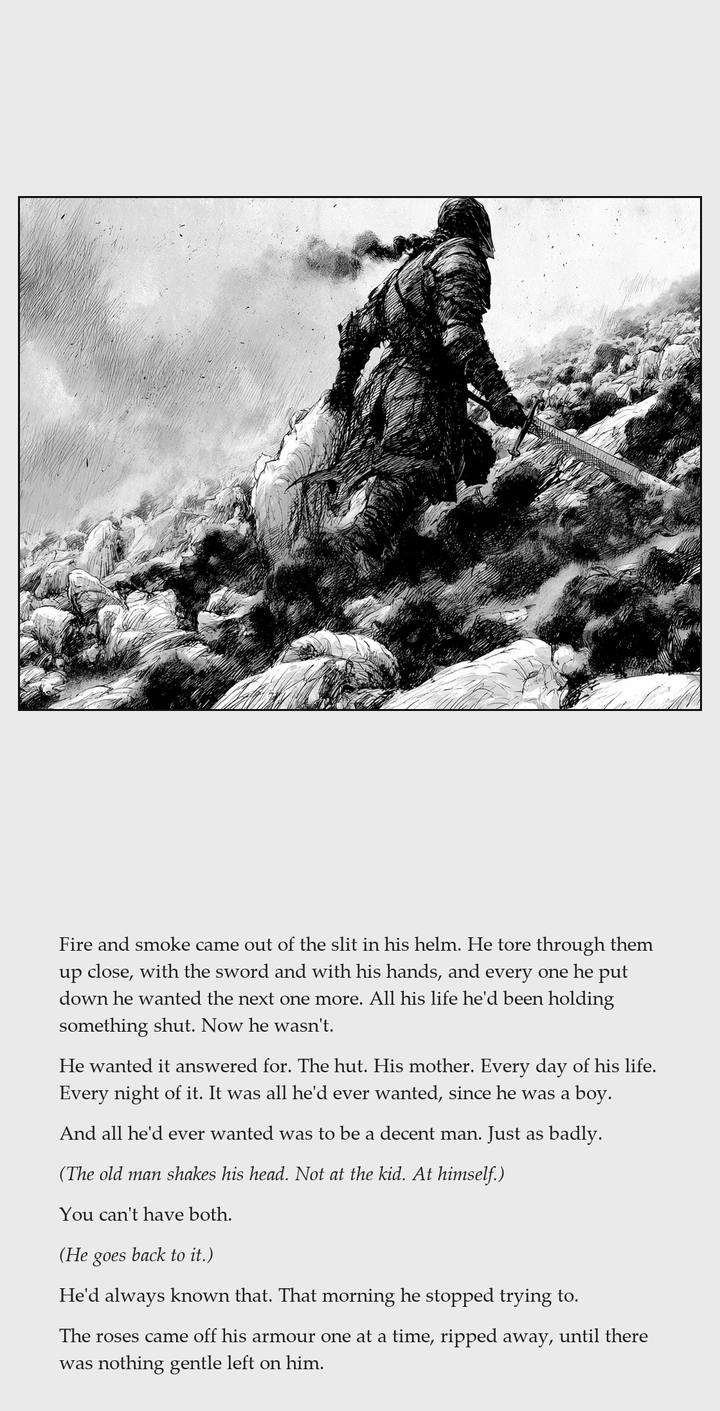 Fire and smoke came out of the slit in his helm. He tore through them
up close, with the sword and with his hands, and every one he put
down he wanted the next one more. All his life he'd been holding
something shut. Now he wasn't.
He wanted it answered for. The hut. His mother. Every day of his life.
Every night of it. It was all he'd ever wanted, since he was a boy.
And all he'd ever wanted was to be a decent man. Just as badly.
(The old man shakes his head. Not at the kid. At himself.)
You can't have both.
(He goes back to it.)
He'd always known that. That morning he stopped trying to.
The roses came off his armour one at a time, ripped away, until there
was nothing gentle left on him.